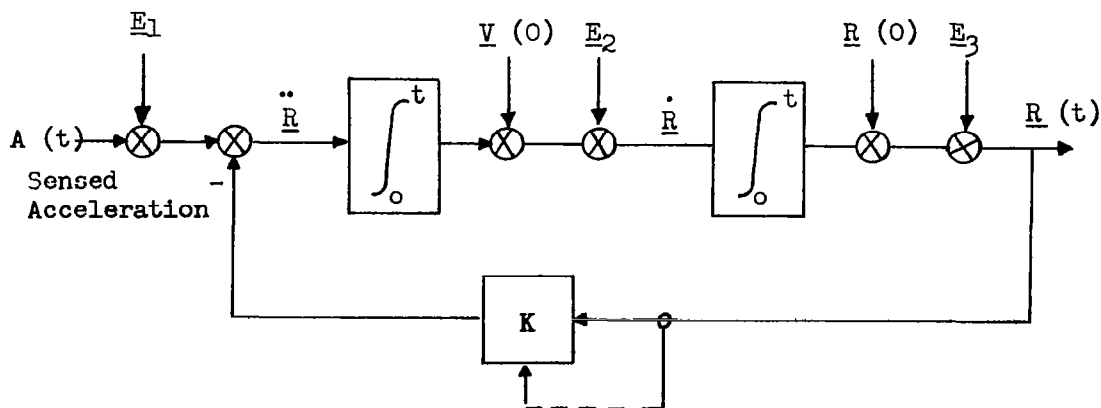 E1
V (0) E2
R (0) E3
A (t)
R̈
t
∫
o
Ṙ
t
∫
o
R (t)
Sensed
Acceleration
-
K